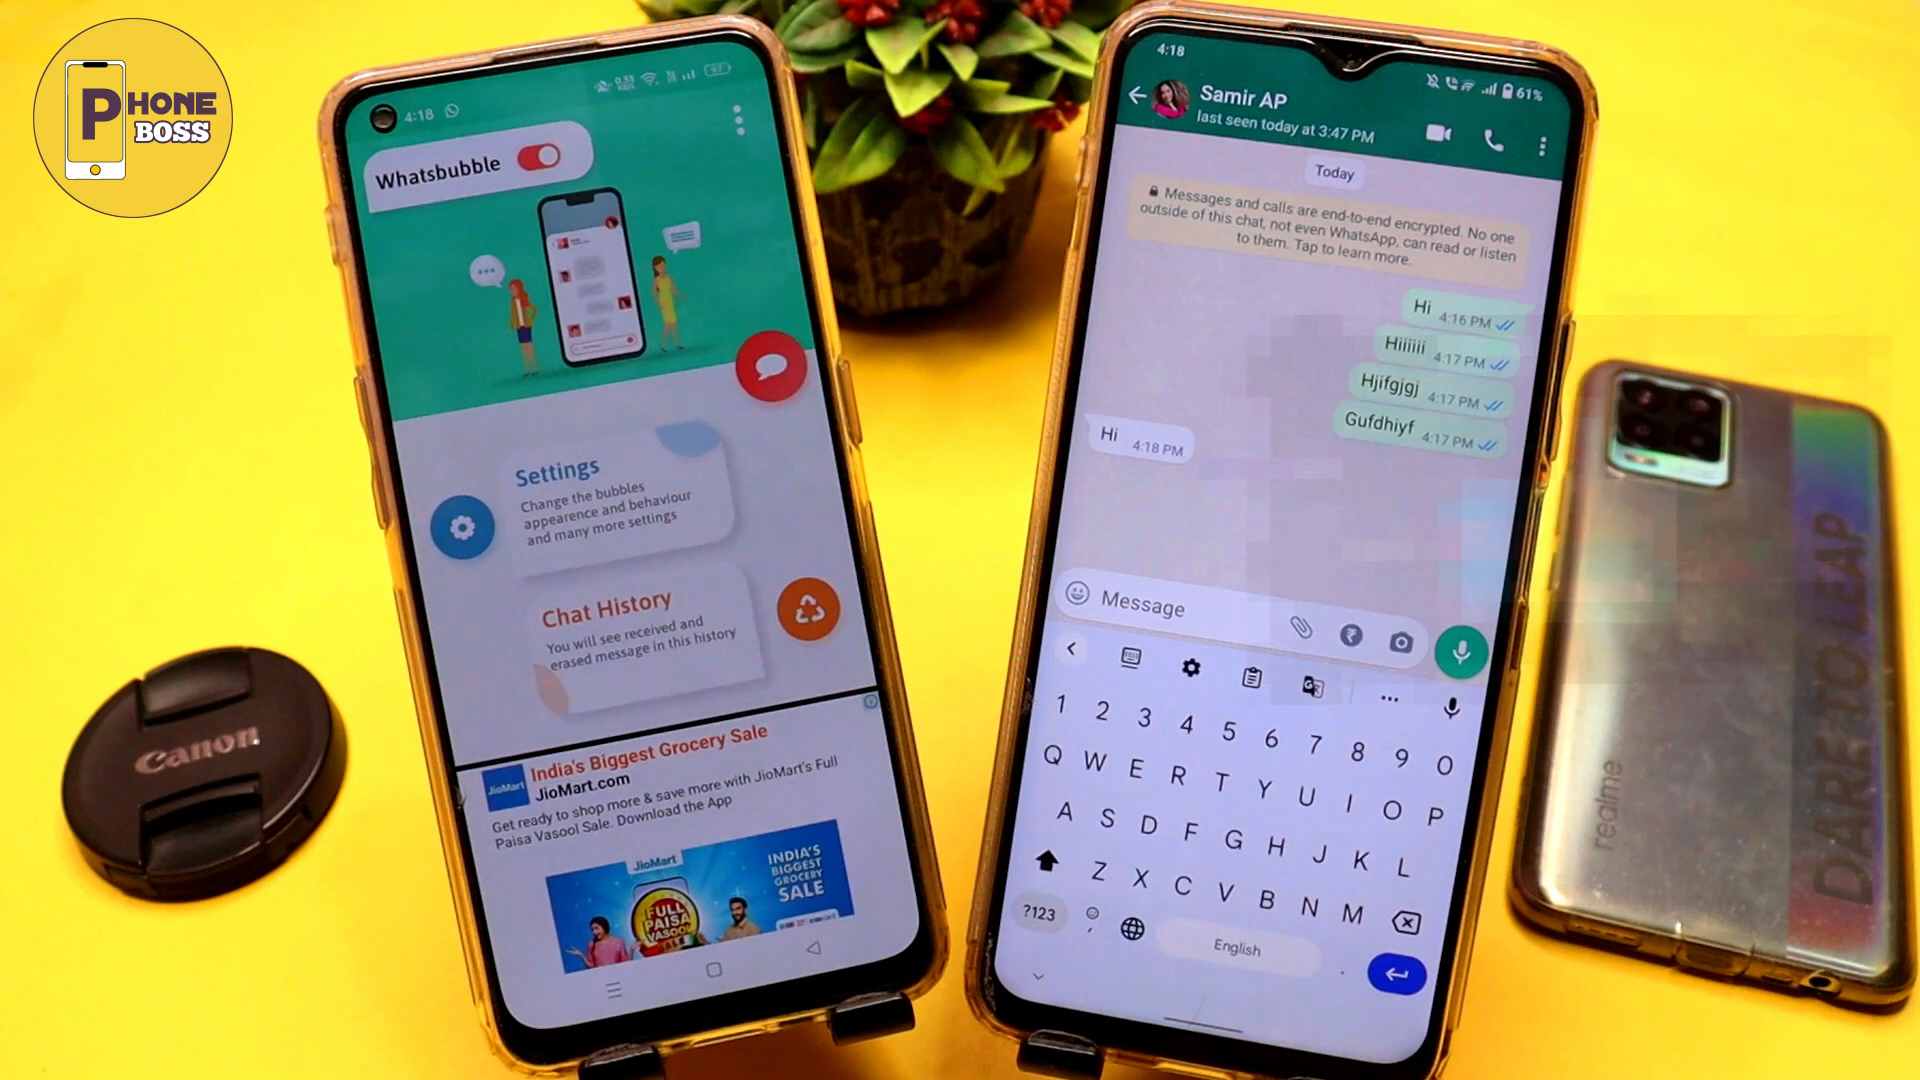 PHONE
BOSS
4:18
97
Whatsbubble
Settings
Change the bubbles
appearence and behaviour
and many more settings
Chat History
You will see received and
erased message in this history
JioMart
India's Biggest Grocery Sale
JioMart.com
Get ready to shop more & save more with JioMart's Full
Paisa Vasool Sale. Download the App
JioMart
FULL
PAISA
VASOOL
SALE
INDIA'S
BIGGEST
GROCERY
SALE
4:18
61%
Samir AP
last seen today at 3:47 PM
Today
Messages and calls are end-to-end encrypted. No one
outside of this chat, not even WhatsApp, can read or listen
to them. Tap to learn more.
Hi 4:16 PM
Hiiiiii 4:17 PM
Hjifgjgj 4:17 PM
Gufdhiyf 4:17 PM
Hi 4:18 PM
Message
1 2 3 4 5 6 7 8 9 0
Q W E R T Y U I O P
A S D F G H J K L
Z X C V B N M
?123
English
Canon
realme
DARE TO LEAP